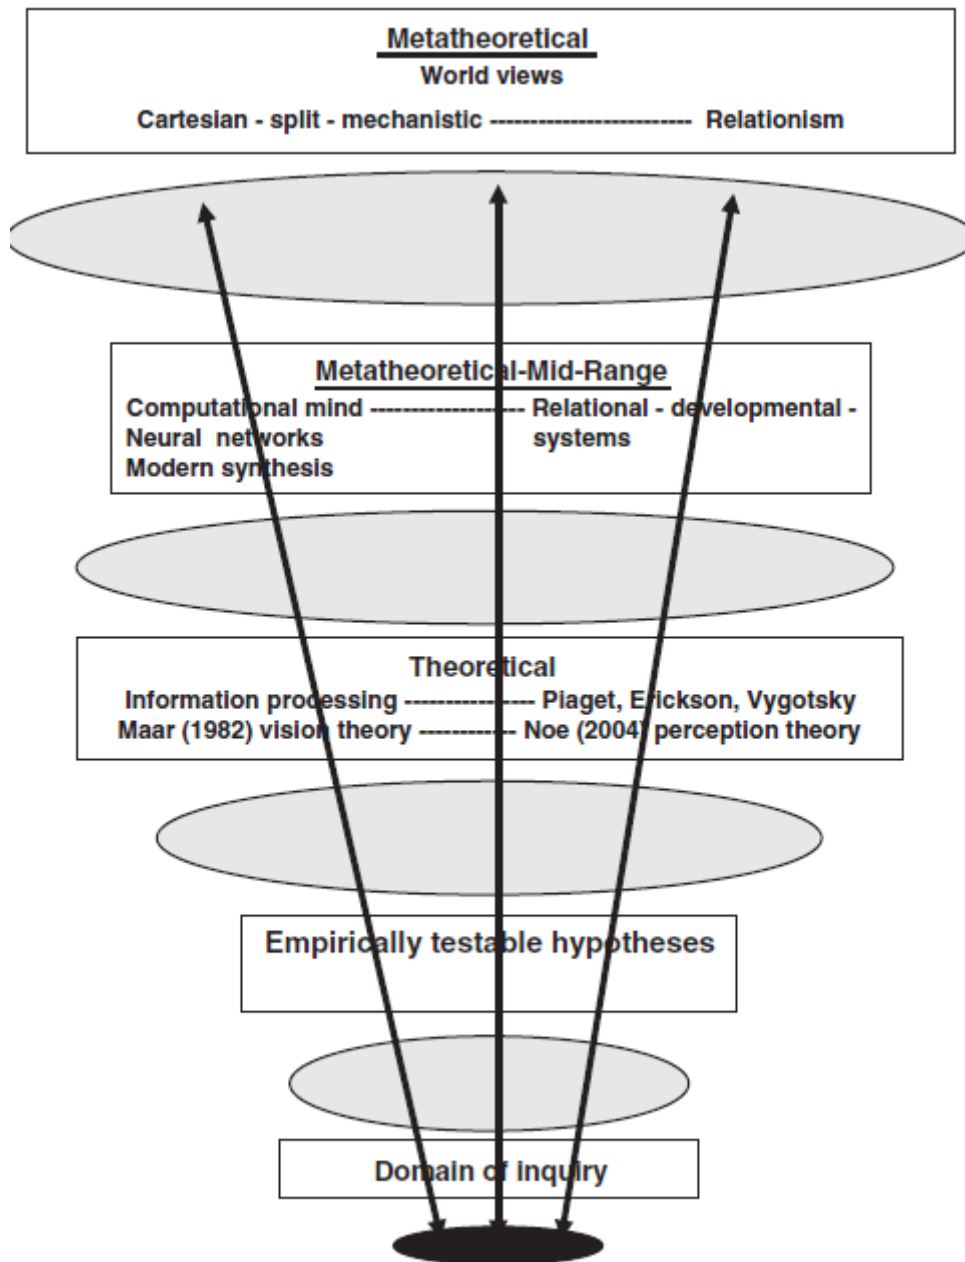 Metatheoretical
World views
Cartesian - split - mechanistic ------------------------- Relationism
Metatheoretical-Mid-Range
Computational mind ------------------- Relational - developmental -
Neural networks systems
Modern synthesis
Theoretical
Information processing ---------------- Piaget, Erickson, Vygotsky
Maar (1982) vision theory ------------ Noe (2004) perception theory
Empirically testable hypotheses
Domain of inquiry